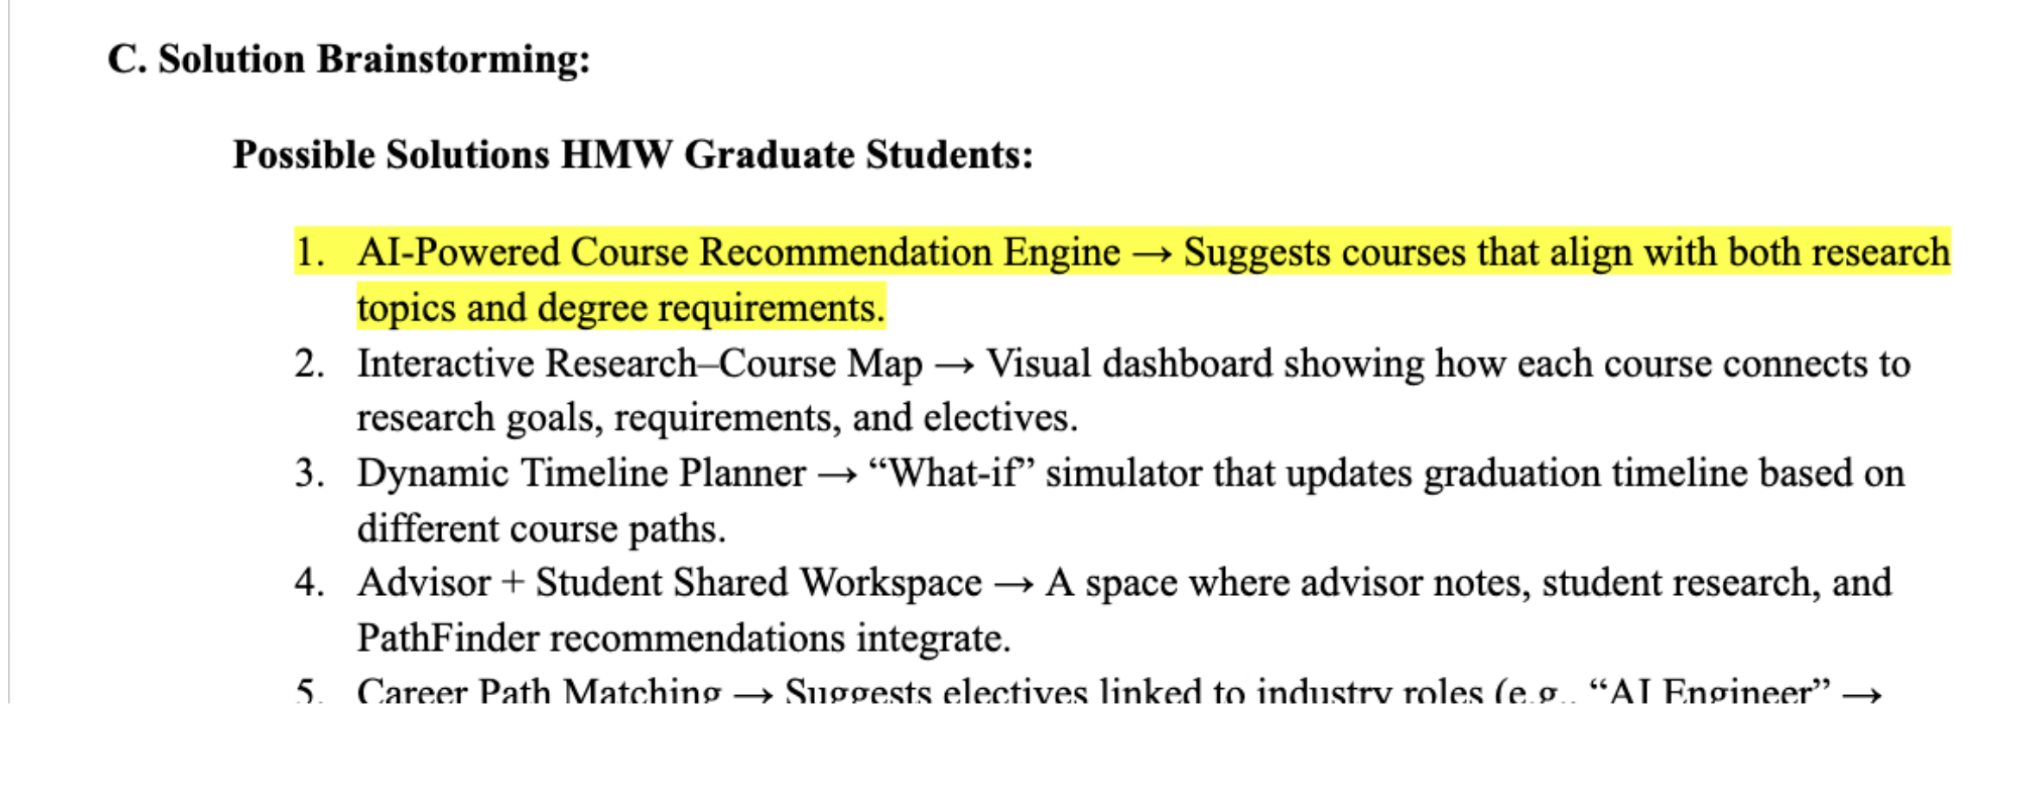 C. Solution Brainstorming:
Possible Solutions HMW Graduate Students:
1. AI-Powered Course Recommendation Engine → Suggests courses that align with both research
topics and degree requirements.
2. Interactive Research–Course Map → Visual dashboard showing how each course connects to
research goals, requirements, and electives.
3. Dynamic Timeline Planner → “What-if” simulator that updates graduation timeline based on
different course paths.
4. Advisor + Student Shared Workspace → A space where advisor notes, student research, and
PathFinder recommendations integrate.
5. Career Path Matching → Suggests electives linked to industry roles (e.g., “AI Engineer” →